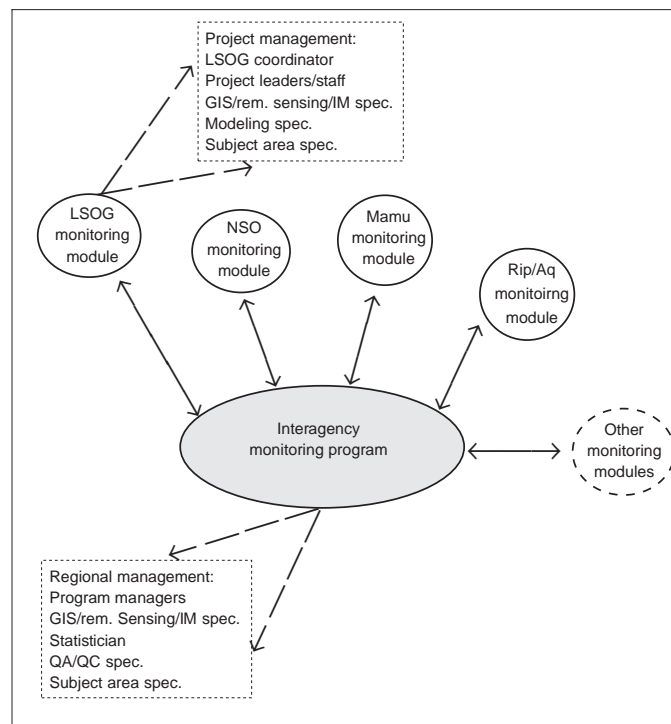 Project management:
LSOG coordinator
Project leaders/staff
GIS/rem. sensing/IM spec.
Modeling spec.
Subject area spec.
LSOG
monitoring
module
NSO
monitoring
module
Mamu
monitoring
module
Rip/Aq
monitoirng
module
Interagency
monitoring program
Other
monitoring
modules
Regional management:
Program managers
GIS/rem. Sensing/IM spec.
Statistician
QA/QC spec.
Subject area spec.